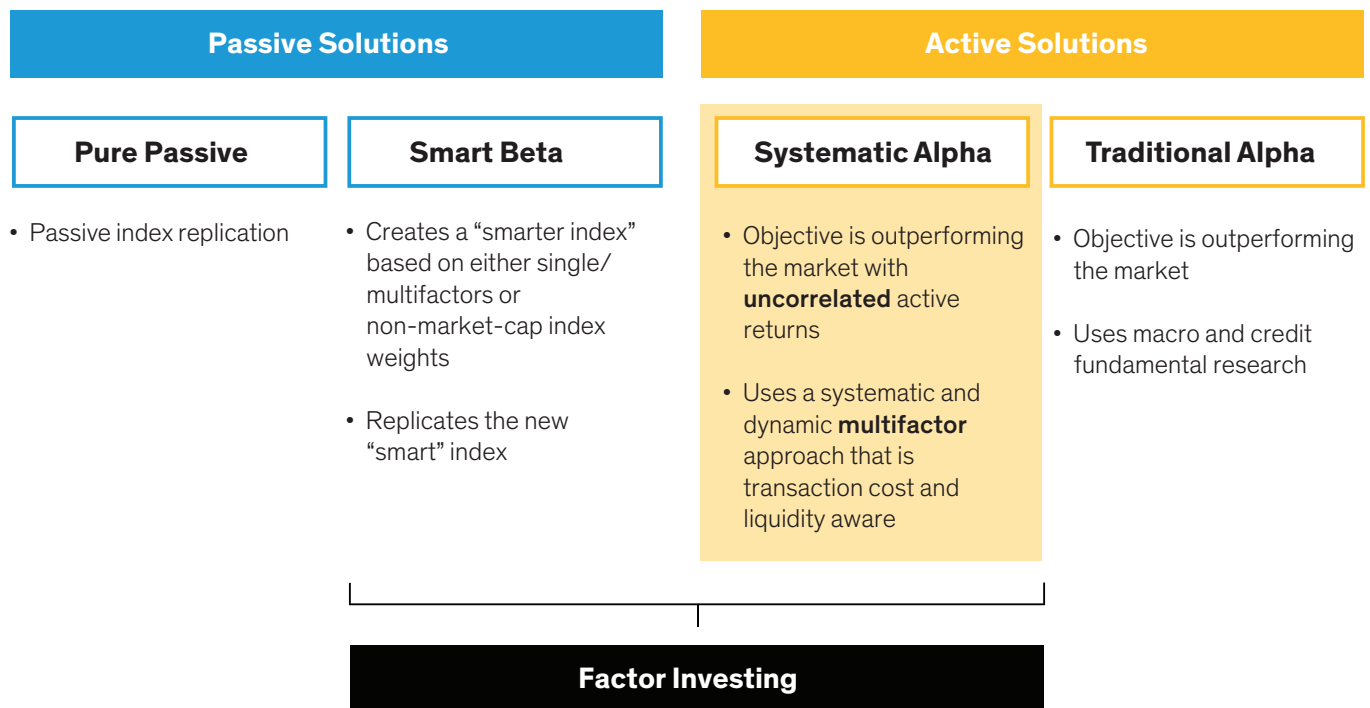 Passive Solutions
Active Solutions
Pure Passive
Smart Beta
Systematic Alpha
Traditional Alpha
• Passive index replication
• Creates a “smarter index”
based on either single/
multifactors or
non-market-cap index
weights
• Replicates the new
“smart” index
• Objective is outperforming
the market with
uncorrelated active
returns
• Uses a systematic and
dynamic multifactor
approach that is
transaction cost and
liquidity aware
• Objective is outperforming
the market
• Uses macro and credit
fundamental research
Factor Investing